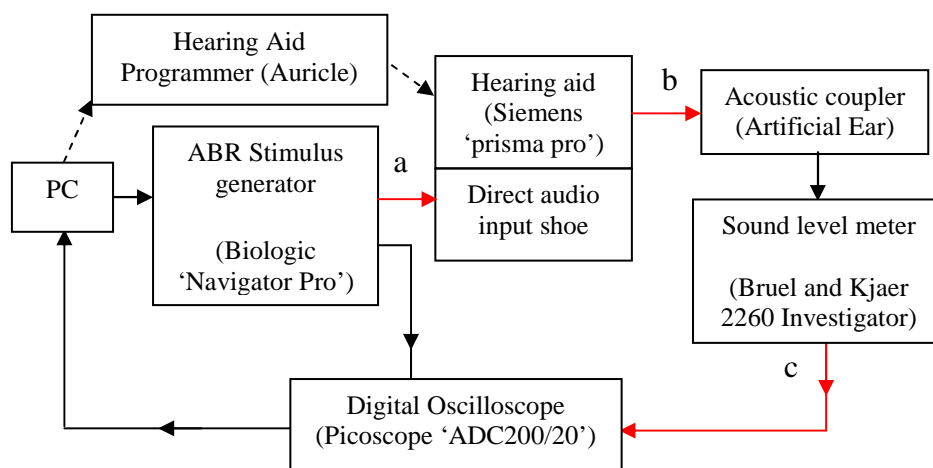 Hearing Aid
Programmer (Auricle)
Hearing aid
(Siemens
‘prisma pro’)
b
Acoustic coupler
(Artificial Ear)
PC
ABR Stimulus
generator
(Biologic
‘Navigator Pro’)
a
Direct audio
input shoe
Sound level meter
(Bruel and Kjaer
2260 Investigator)
c
Digital Oscilloscope
(Picoscope ‘ADC200/20’)